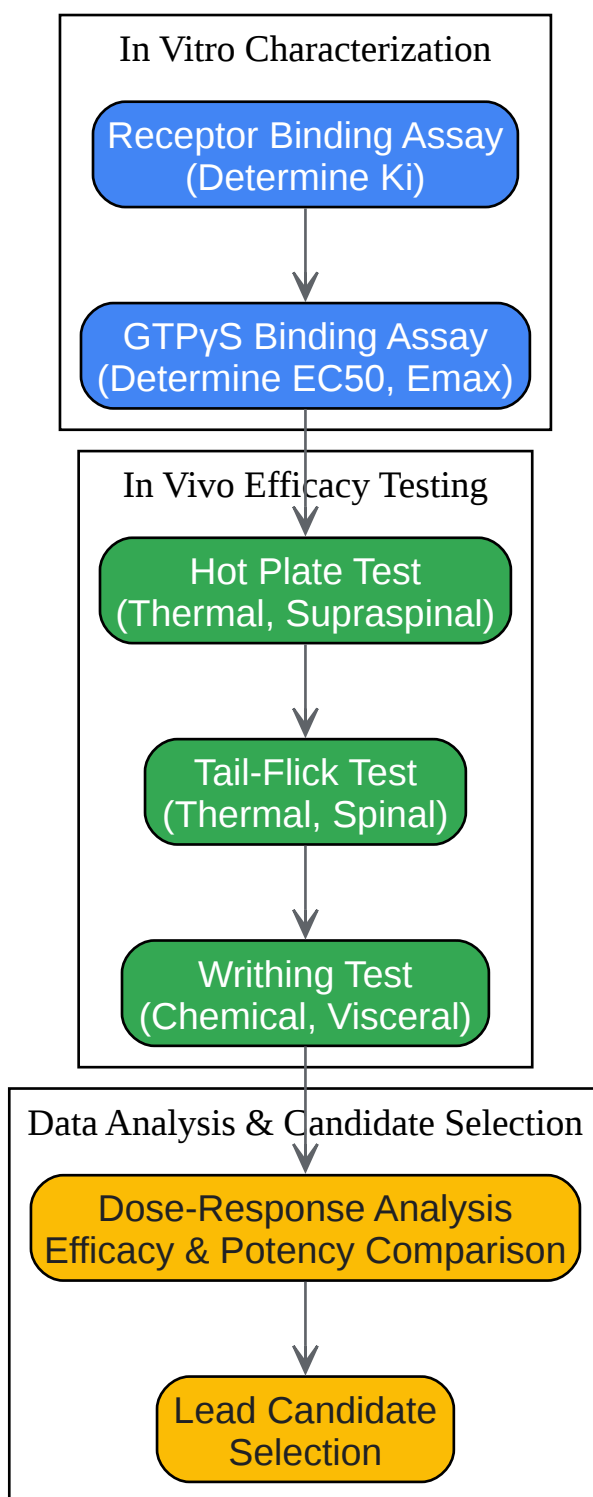 In Vitro Characterization
Receptor Binding Assay
(Determine Ki)
GTPγS Binding Assay
(Determine EC50, Emax)
In Vivo Efficacy Testing
Hot Plate Test
(Thermal, Supraspinal)
Tail-Flick Test
(Thermal, Spinal)
Writhing Test
(Chemical, Visceral)
Data Analysis & Candidate Selection
Dose-Response Analysis
Efficacy & Potency Comparison
Lead Candidate
Selection